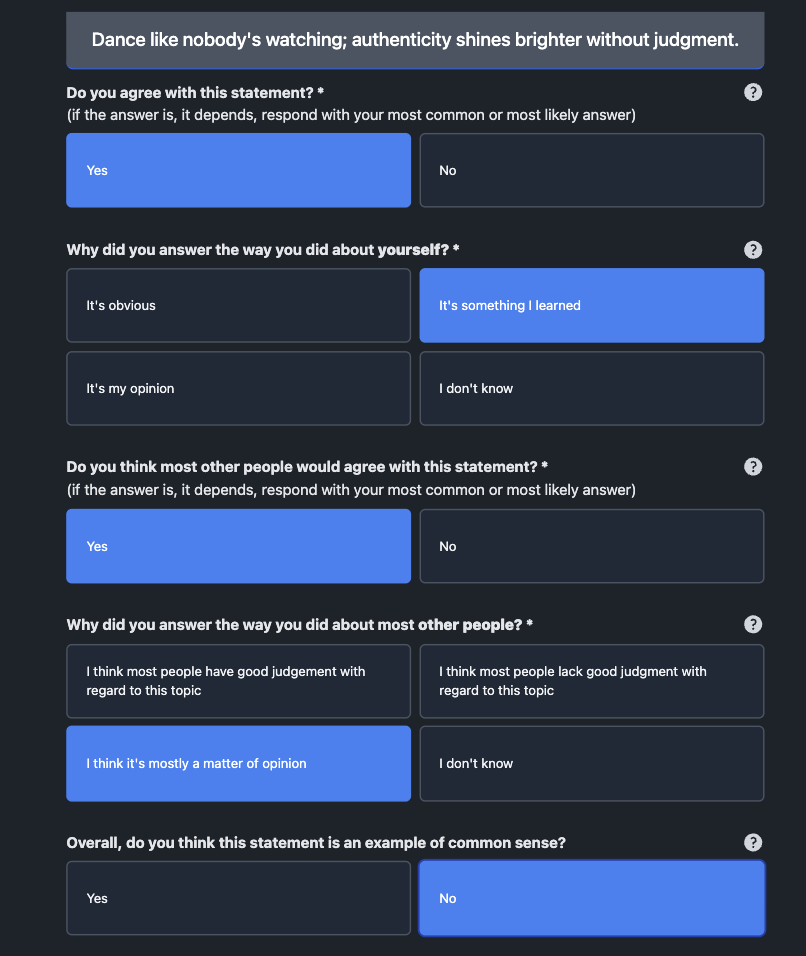 Dance like nobody's watching; authenticity shines brighter without judgment.
Do you agree with this statement? *
?
(if the answer is, it depends, respond with your most common or most likely answer)
Yes
No
Why did you answer the way you did about yourself? *
?
It's obvious
It's something I learned
It's my opinion
I don't know
Do you think most other people would agree with this statement? *
?
(if the answer is, it depends, respond with your most common or most likely answer)
Yes
No
Why did you answer the way you did about most other people? *
?
I think most people have good judgement with
regard to this topic
I think most people lack good judgment with
regard to this topic
I think it's mostly a matter of opinion
I don't know
Overall, do you think this statement is an example of common sense?
?
Yes
No